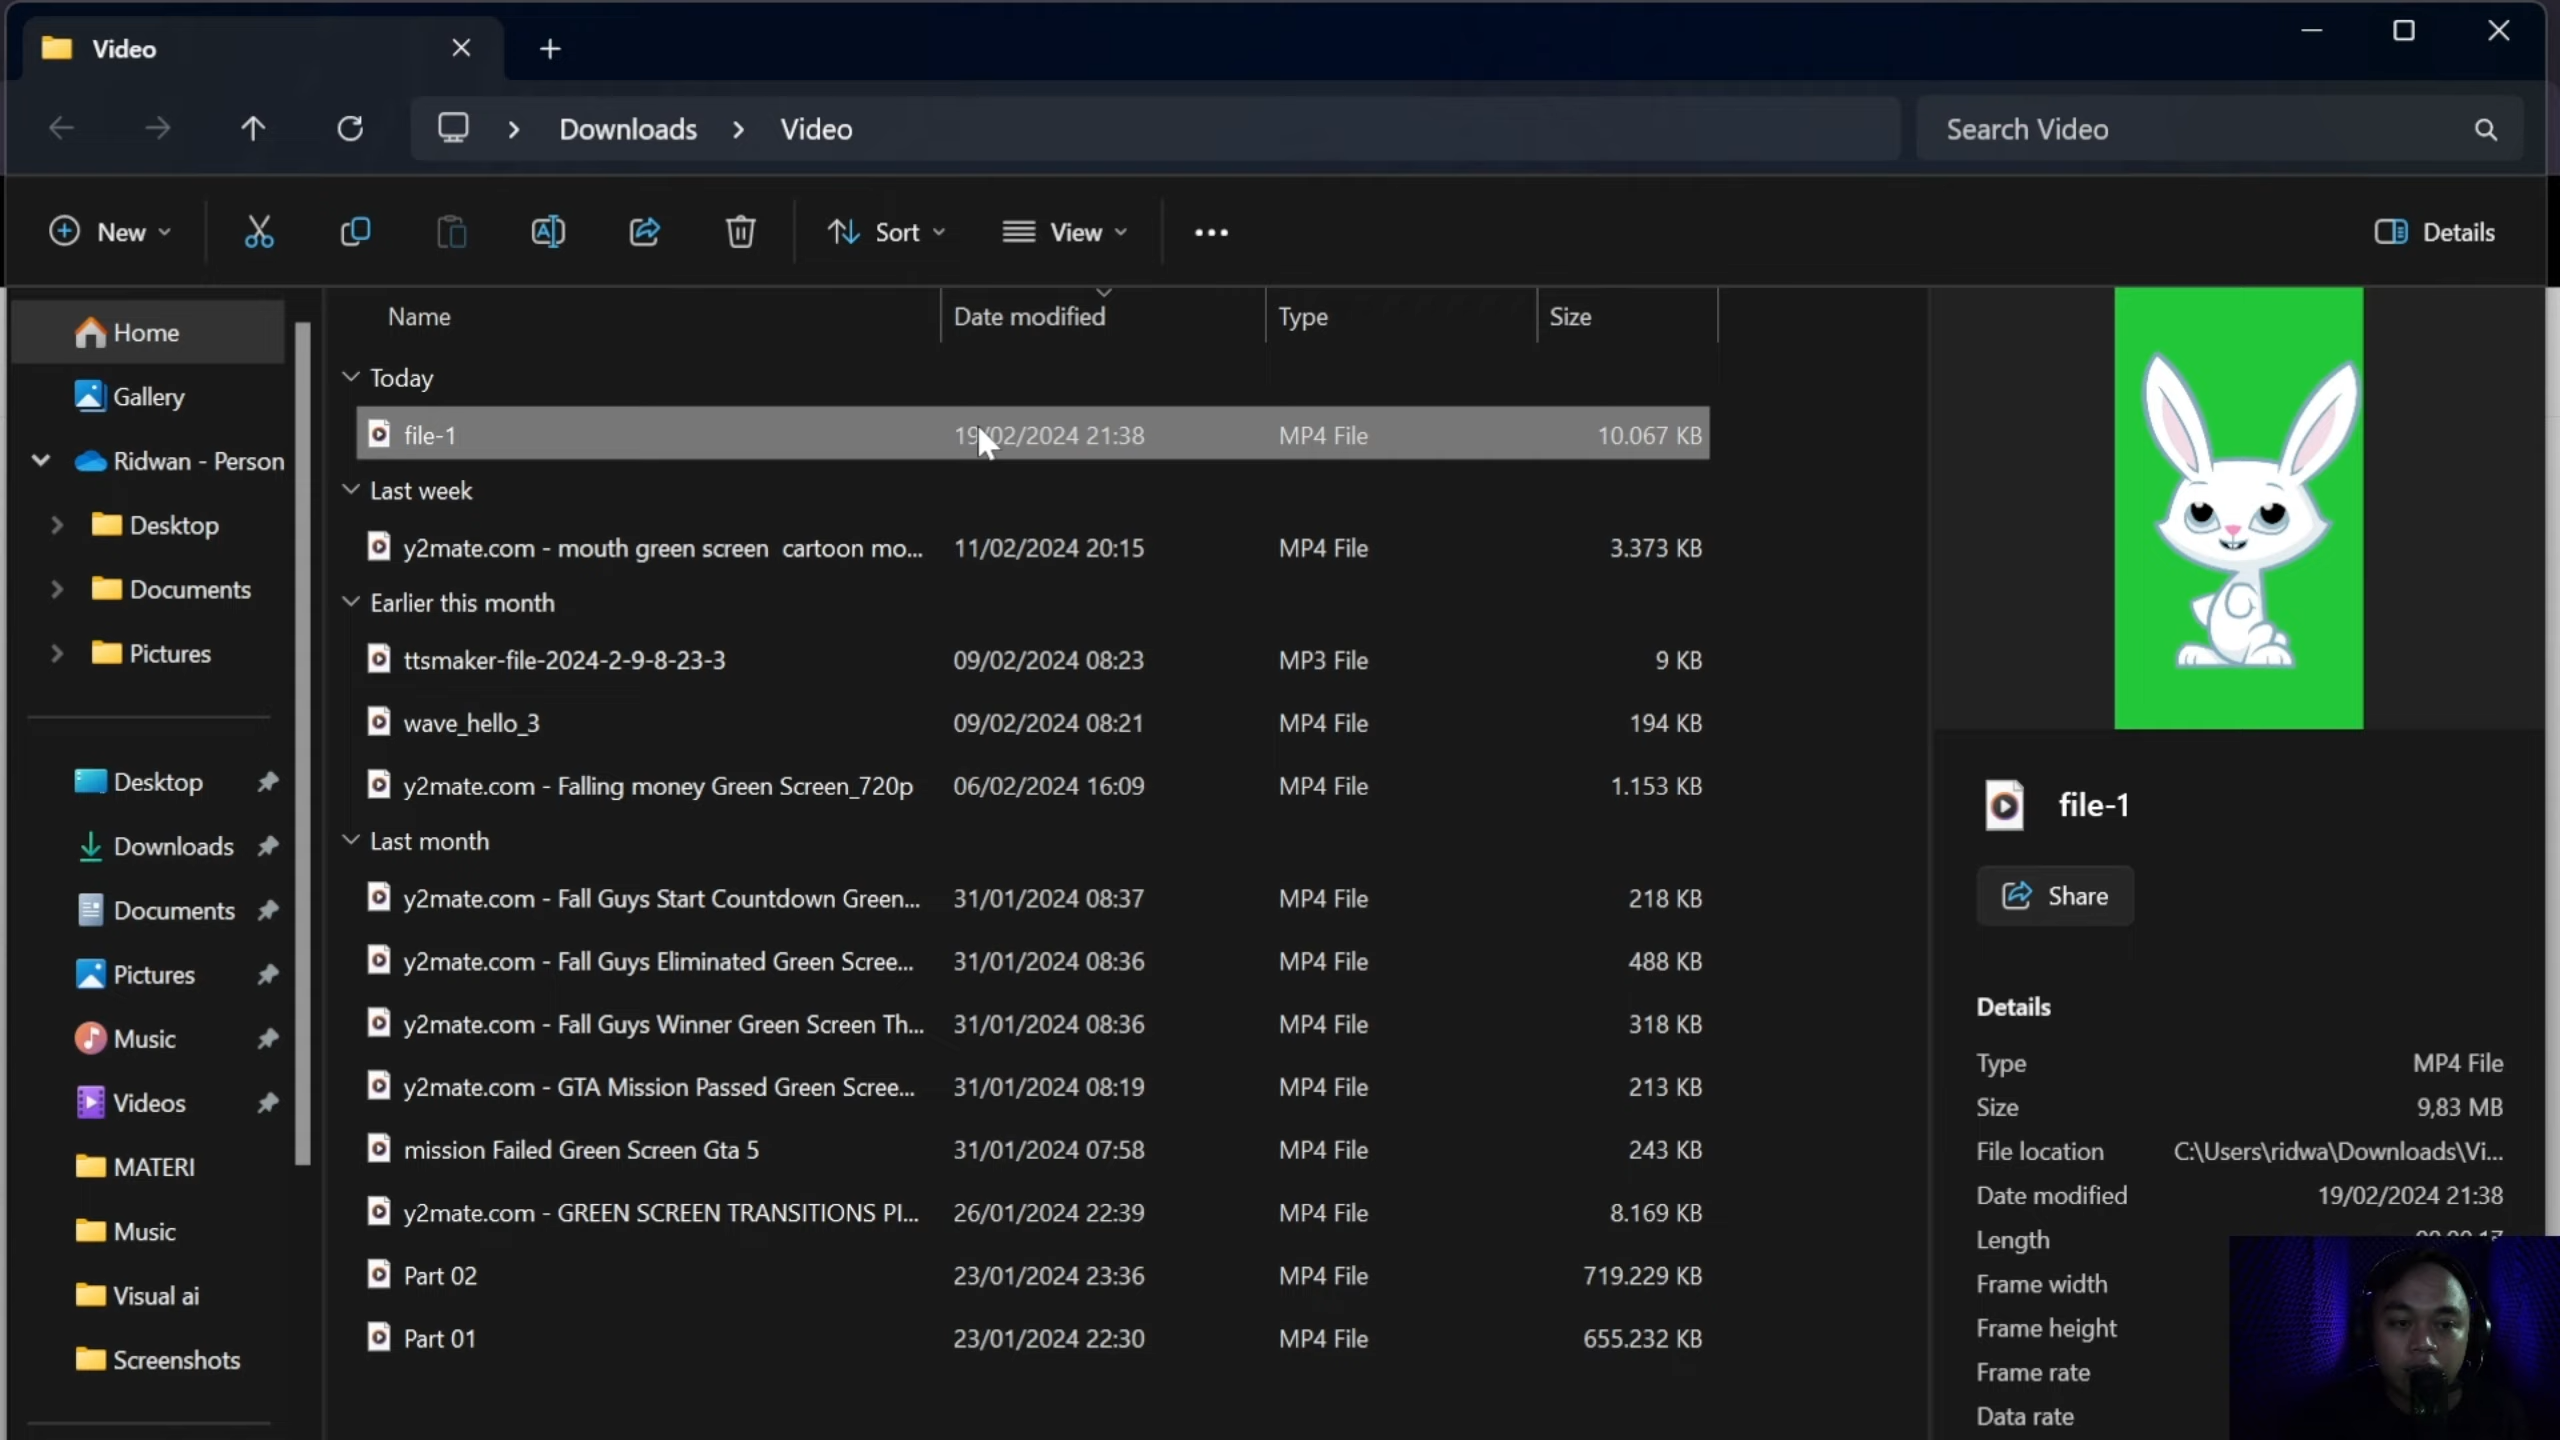 Video
Downloads > Video
Search Video
New
Sort
View
Details
Home
Gallery
Ridwan - Person
Desktop
Documents
Pictures
Desktop
Downloads
Documents
Pictures
Music
Videos
MATERI
Music
Visual ai
Screenshots
Name Date modified Type Size
Today
file-1 19/02/2024 21:38 MP4 File 10.067 KB
Last week
y2mate.com - mouth green screen cartoon mo... 11/02/2024 20:15 MP4 File 3.373 KB
Earlier this month
ttsmaker-file-2024-2-9-8-23-3 09/02/2024 08:23 MP3 File 9 KB
wave_hello_3 09/02/2024 08:21 MP4 File 194 KB
y2mate.com - Falling money Green Screen_720p 06/02/2024 16:09 MP4 File 1.153 KB
Last month
y2mate.com - Fall Guys Start Countdown Green... 31/01/2024 08:37 MP4 File 218 KB
y2mate.com - Fall Guys Eliminated Green Scree... 31/01/2024 08:36 MP4 File 488 KB
y2mate.com - Fall Guys Winner Green Screen Th... 31/01/2024 08:36 MP4 File 318 KB
y2mate.com - GTA Mission Passed Green Scree... 31/01/2024 08:19 MP4 File 213 KB
mission Failed Green Screen Gta 5 31/01/2024 07:58 MP4 File 243 KB
y2mate.com - GREEN SCREEN TRANSITIONS PI... 26/01/2024 22:39 MP4 File 8.169 KB
Part 02 23/01/2024 23:36 MP4 File 719.229 KB
Part 01 23/01/2024 22:30 MP4 File 655.232 KB
file-1
Share
Details
Type MP4 File
Size 9,83 MB
File location C:\Users\ridwa\Downloads\Vi...
Date modified 19/02/2024 21:38
Length
Frame width
Frame height
Frame rate
Data rate